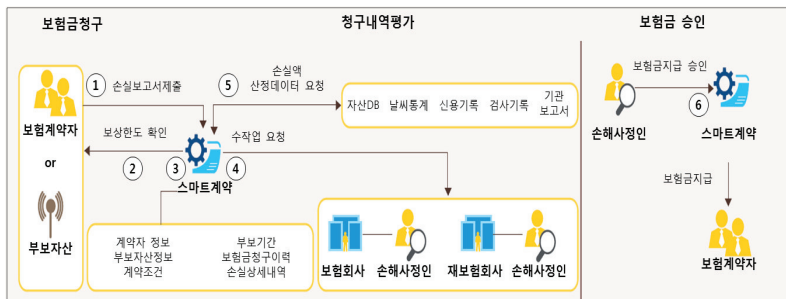 보험금청구
청구내역평가
보험금 승인
보험계약자
or
부보자산
1
손실보고서제출
보상한도 확인
2
3
4
스마트계약
수작업 요청
5
손실액
산정데이터 요청
자산DB 날씨통계 신용기록 검사기록 기관
보고서
계약자 정보
부보자산정보
계약조건
부보기간
보험금청구이력
손실상세내역
보험회사 손해사정인 재보험회사 손해사정인
손해사정인
보험금지급 승인
6
스마트계약
보험금지급
보험계약자